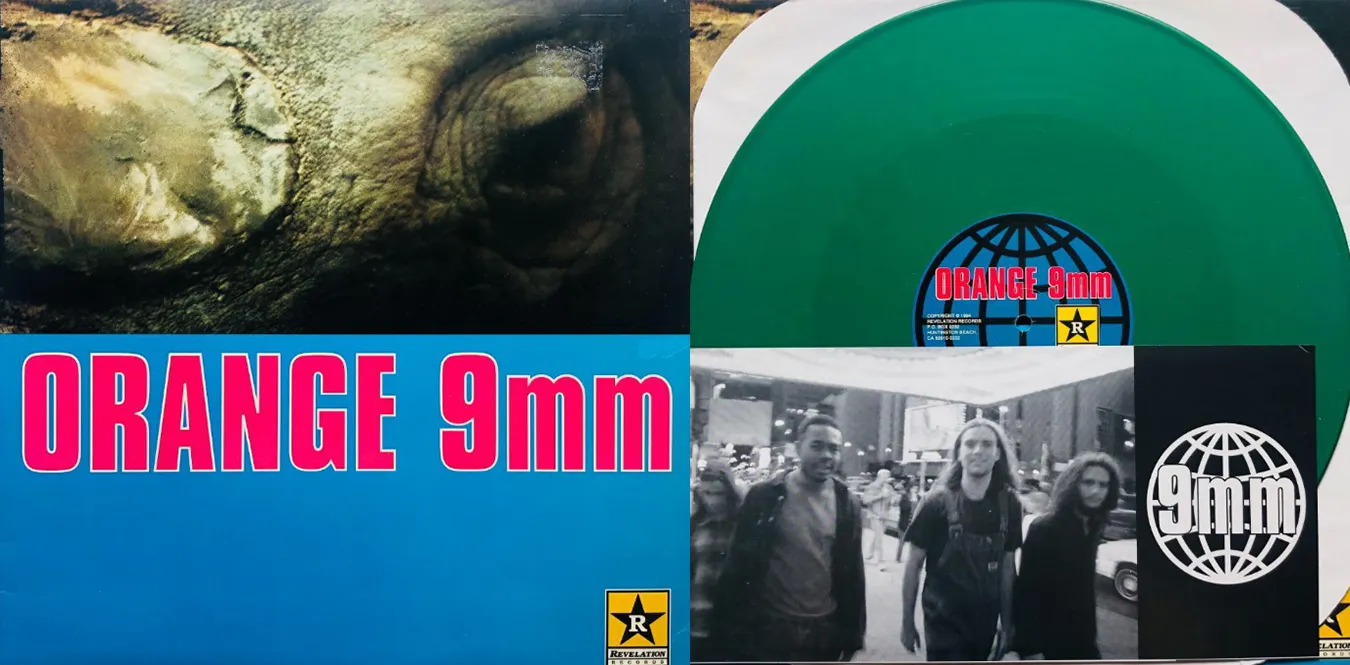 ORANGE 9mm
R
REVELATION
RECORDS
ORANGE 9mm
COPYRIGHT © 1994
REVELATION RECORDS
P.O. BOX 5232
HUNTINGTON BEACH,
CA 92615-5232
R
9mm